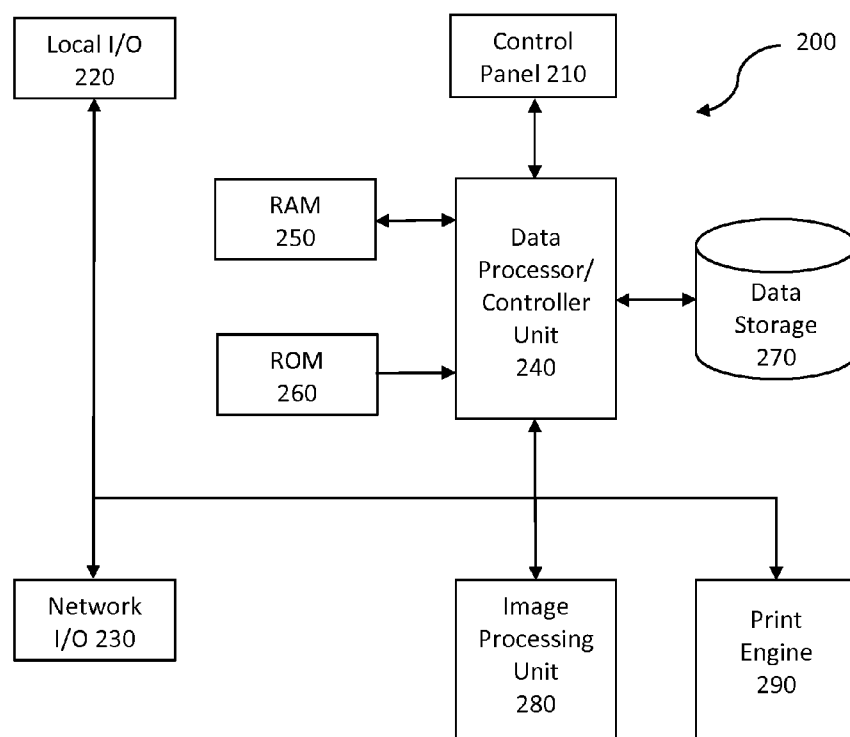 Local I/O
220
Control
Panel 210
200
RAM
250
Data
Processor/
Controller
Unit
240
Data
Storage
270
ROM
260
Network
I/O 230
Image
Processing
Unit
280
Print
Engine
290